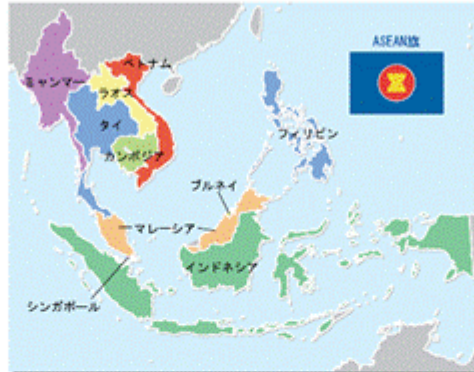 ASEAN旗
ベトナム
ミャンマー
ラオス
タイ
フィリピン
カンボジア
ブルネイ
マレーシア
インドネシア
シンガポール